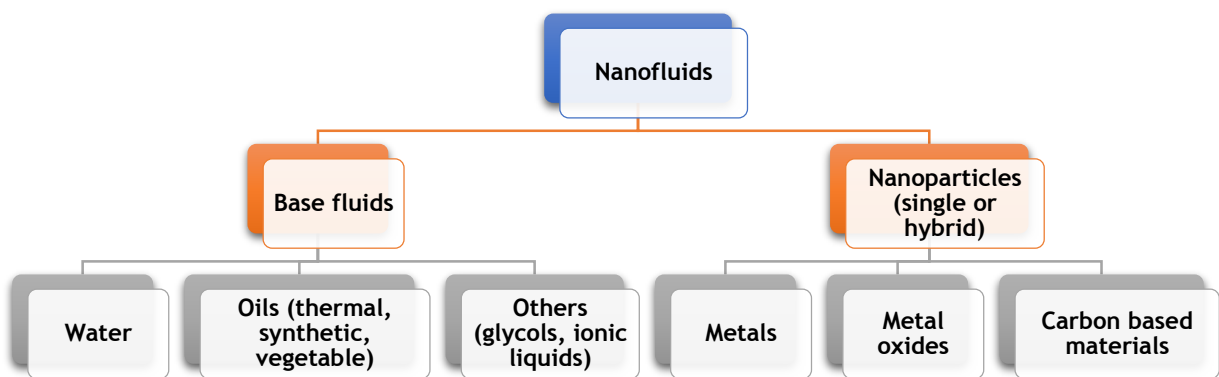 Nanofluids
Base fluids
Nanoparticles
(single or
hybrid)
Water
Oils (thermal,
synthetic,
vegetable)
Others
(glycols, ionic
liquids)
Metals
Metal
oxides
Carbon based
materials